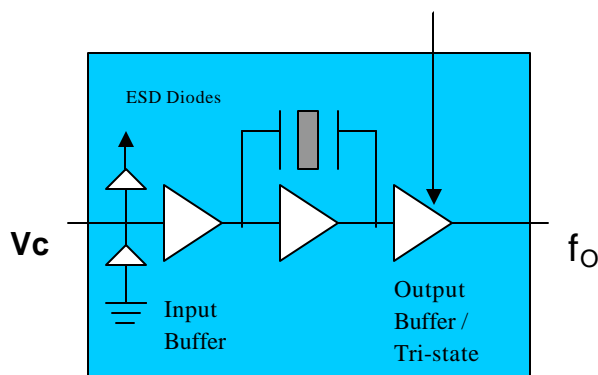 ESD Diodes
Vc
fO
Input
Buffer
Output
Buffer /
Tri-state